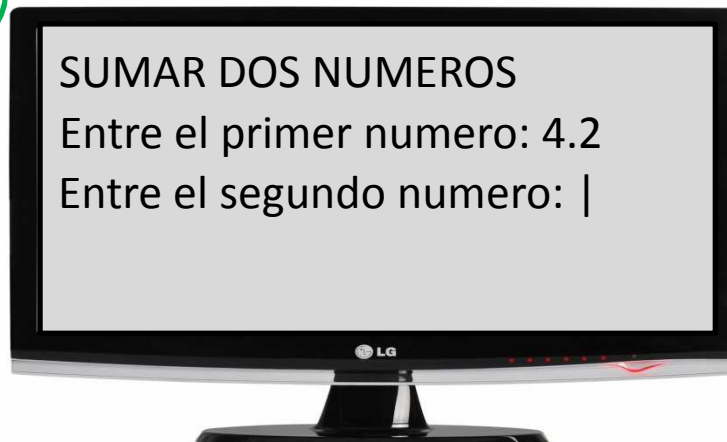 SUMAR DOS NUMEROS
Entre el primer numero: 4.2
Entre el segundo numero: |
LG